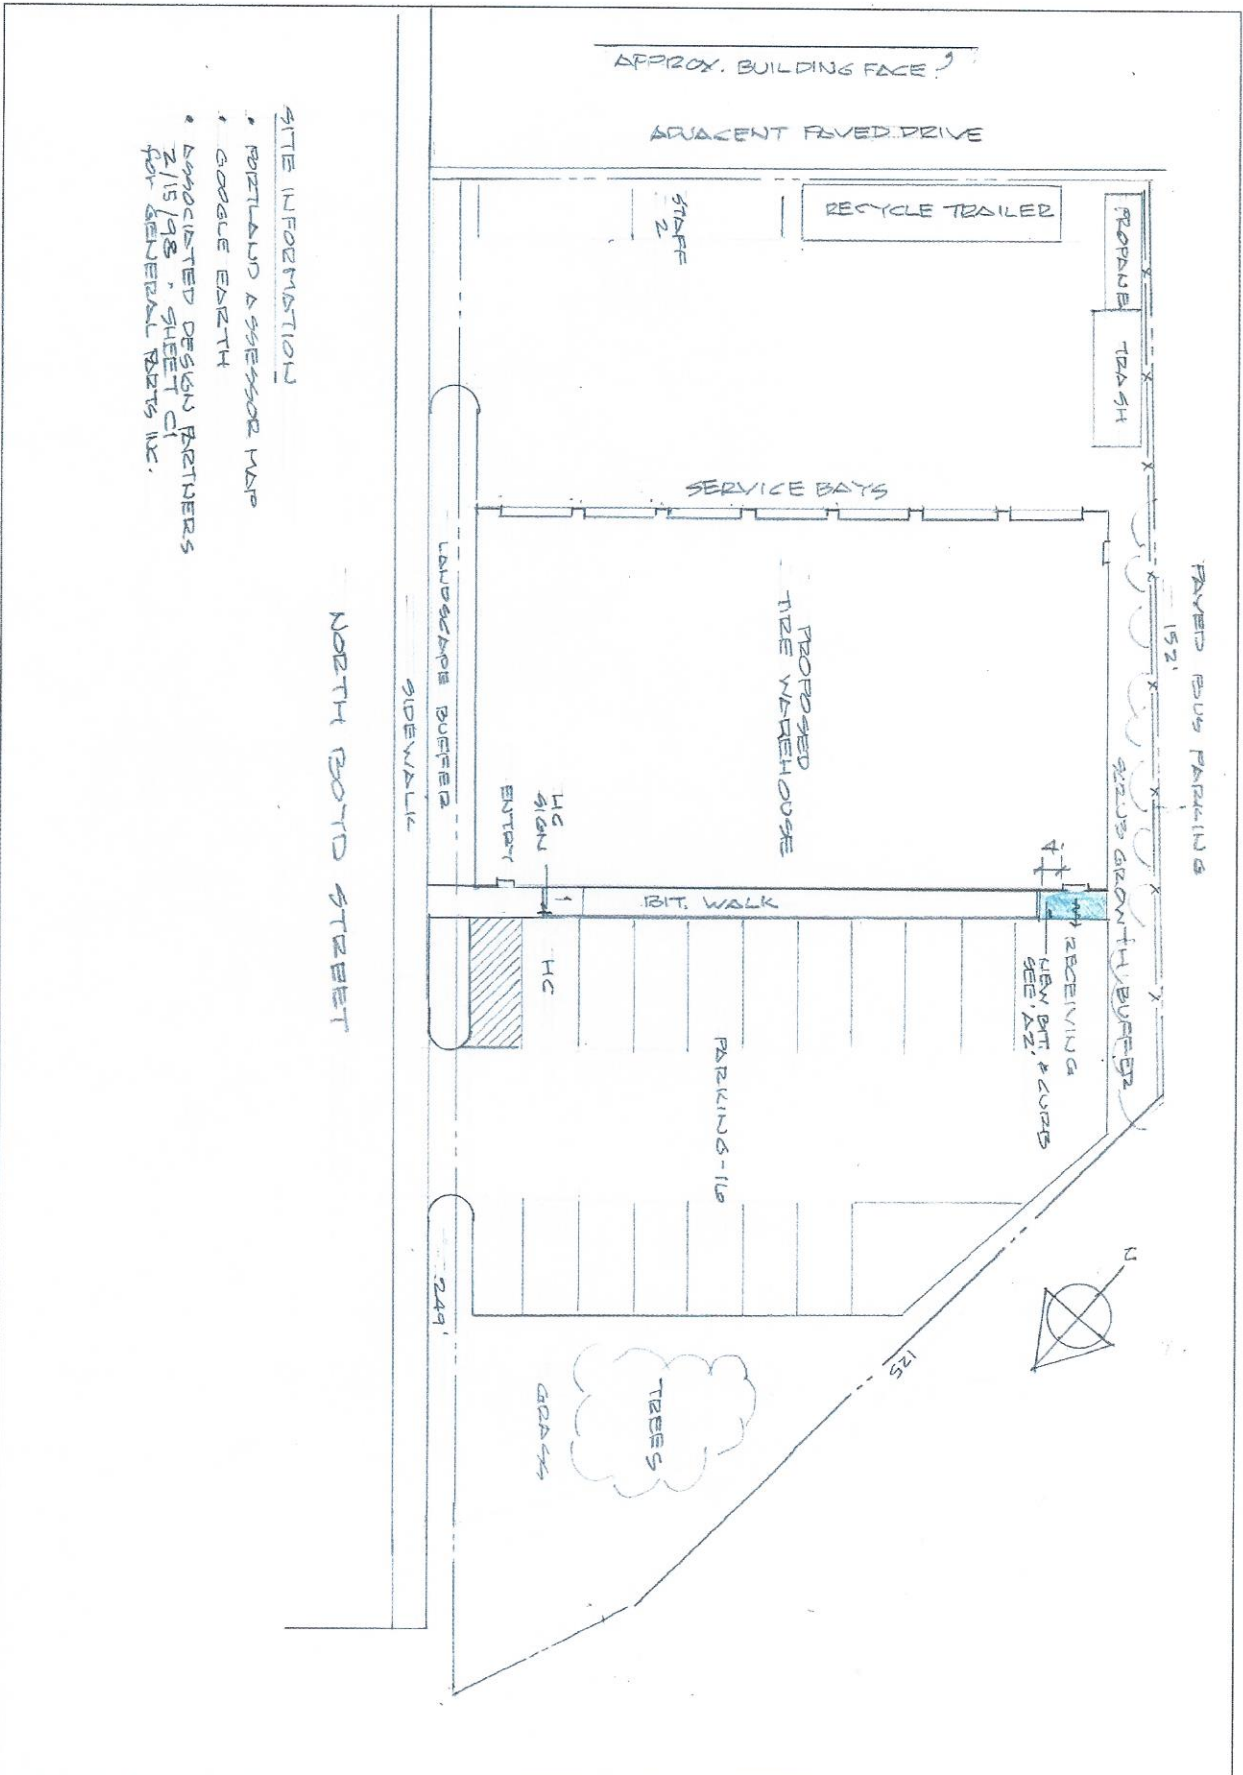 APPROX. BUILDING FACE
ADJACENT PAVED DRIVE
STAFF
2
RECYCLE TRAILER
PROPANE
TRASH
SERVICE BAYS
PAVED BUS PARKING
152'
SCRUB GROWTH/BUFFER
PROPOSED
TIRE WAREHOUSE
LANDSCAPE BUFFER
SIDEWALK
NORTH BOYD STREET
ENTRY
HC
SIGN
1
BIT. WALK
4'
RECEIVING
NEW BIT. & CURB
SEE: A2.
HC
PARKING-16
249'
125
N
TREES
GRASS
SITE INFORMATION
• PORTLAND ASSESSOR MAP
• GOOGLE EARTH
• ASSOCIATED DESIGN PARTNERS
2/15/98 • SHEET C1
for GENERAL PARTS INC.